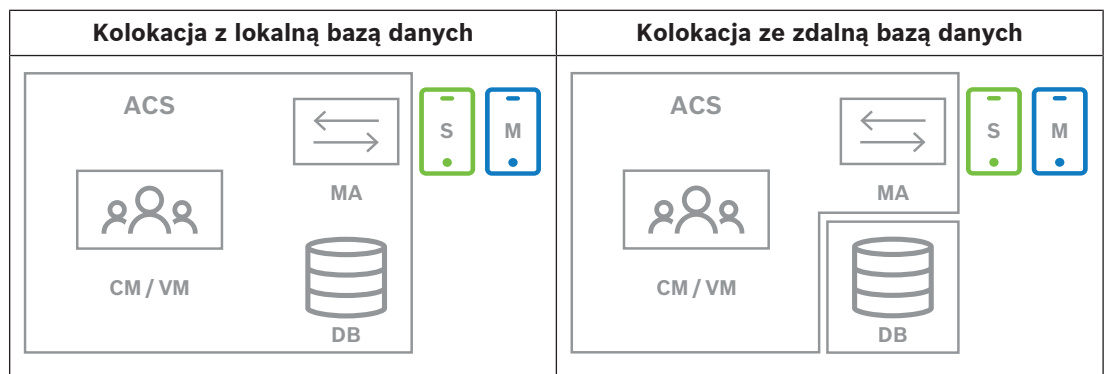 Kolokacja z lokalną bazą danych
ACS
S
M
MA
CM / VM
DB
Kolokacja ze zdalną bazą danych
ACS
S
M
MA
CM / VM
DB